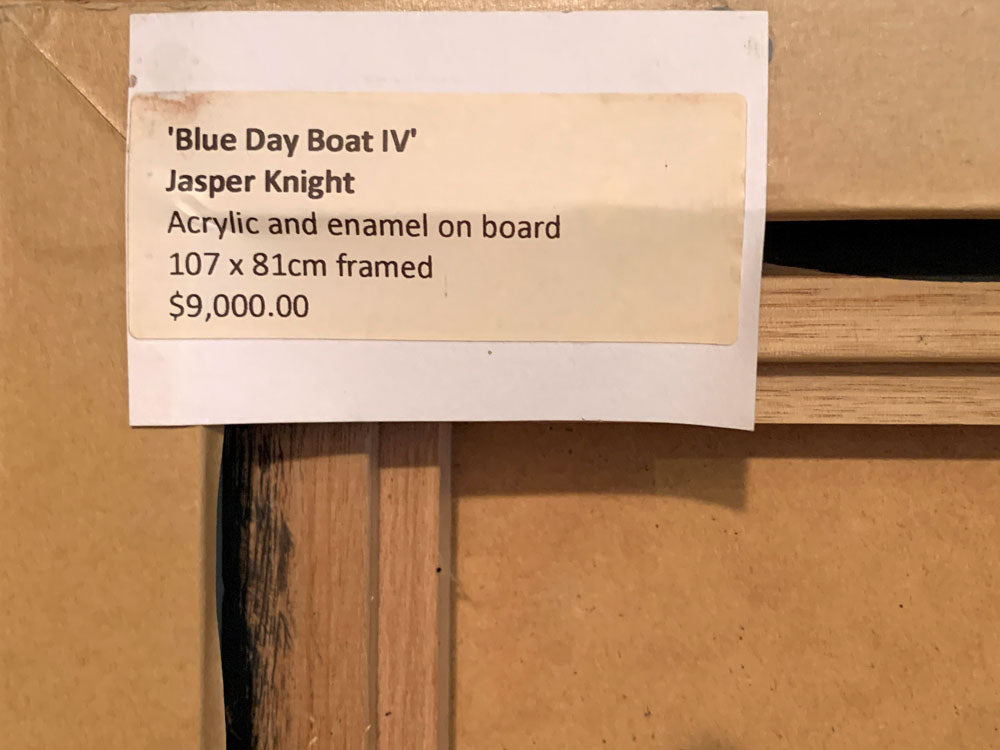 'Blue Day Boat IV'
Jasper Knight
Acrylic and enamel on board
107 x 81cm framed
$9,000.00